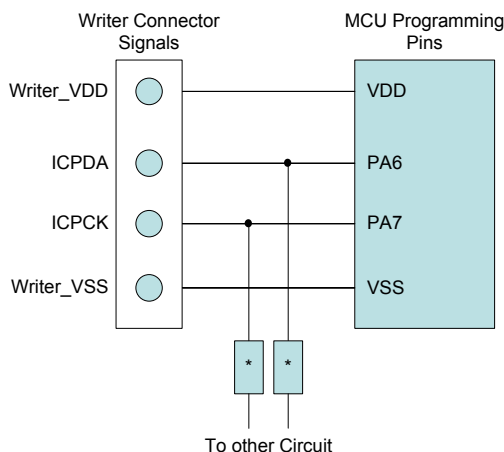 Writer Connector
Signals
MCU Programming
Pins
Writer_VDD
VDD
ICPDA
PA6
ICPCK
PA7
Writer_VSS
VSS
*
*
To other Circuit